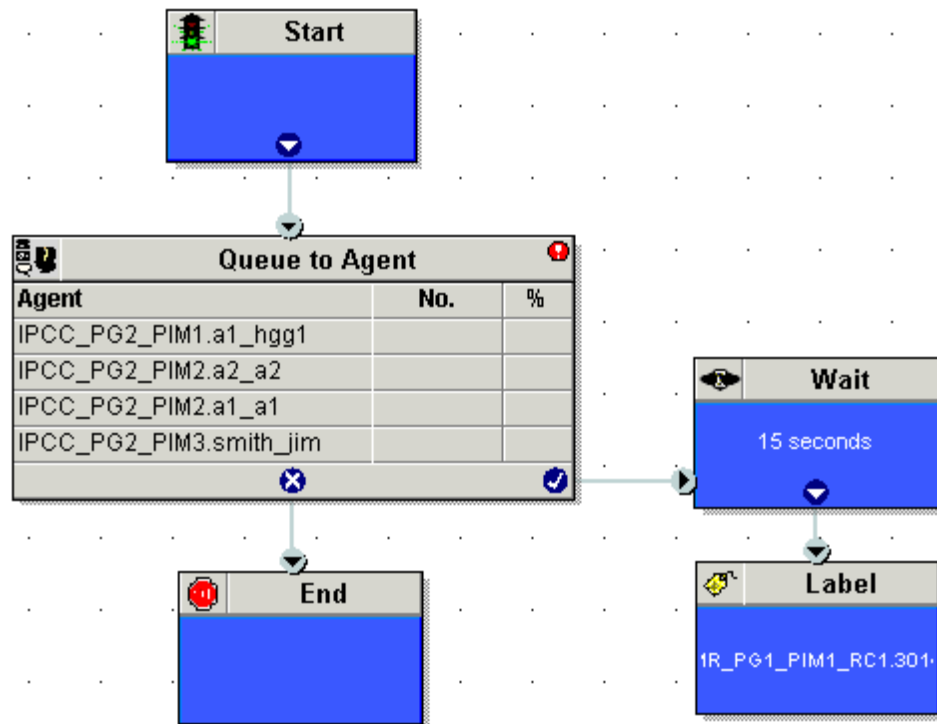 Start
Queue to Agent
Agent No. %
IPCC_PG2_PIM1.a1_hgg1
IPCC_PG2_PIM2.a2_a2
IPCC_PG2_PIM2.a1_a1
IPCC_PG2_PIM3.smith_jim
Wait
15 seconds
End
Label
1R_PG1_PIM1_RC1.301